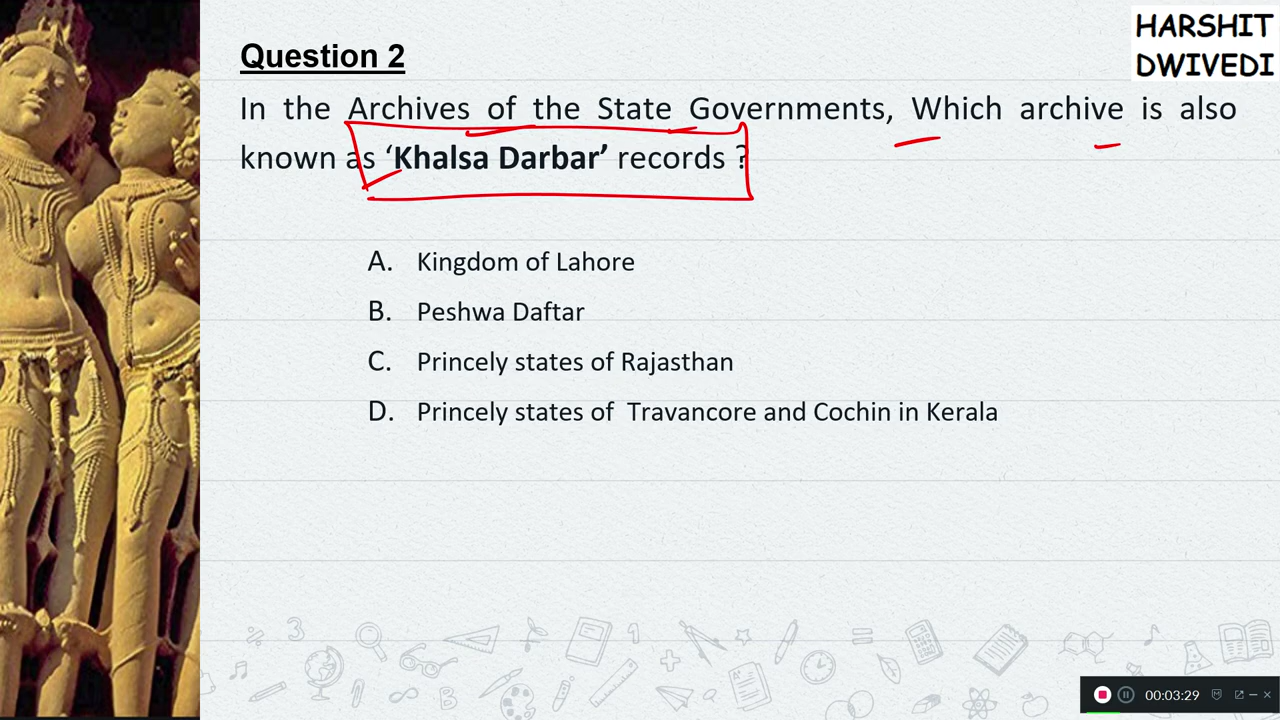 HARSHIT
DWIVEDI
Question 2
In the Archives of the State Governments, Which archive is also
known as ‘Khalsa Darbar’ records ?
A. Kingdom of Lahore
B. Peshwa Daftar
C. Princely states of Rajasthan
D. Princely states of Travancore and Cochin in Kerala
00:03:29